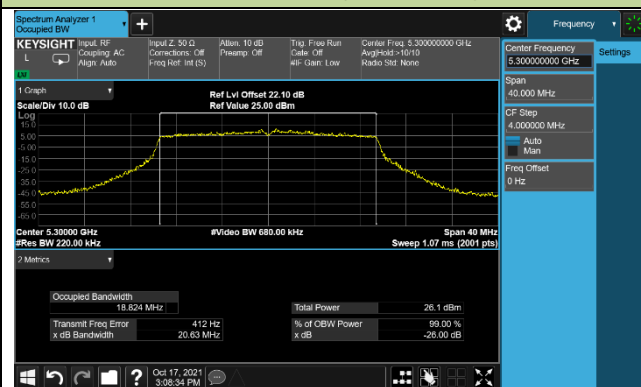 Spectrum Analyzer 1
Occupied BW
+
Frequency
KEYSIGHT
L
LNI
Input: RF
Coupling: AC
Align: Auto
Input Z: 50 Ω
Corrections: Off
Freq Ref: Int (S)
Atten: 10 dB
Preamp: Off
Trig: Free Run
Gate: Off
#IF Gain: Low
Center Freq: 5.300000000 GHz
Avg|Hold:>10/10
Radio Std: None
Center Frequency
5.300000000 GHz
Settings
Span
40.000 MHz
CF Step
4.000000 MHz
Auto
Man
Freq Offset
0 Hz
1 Graph
Scale/Div 10.0 dB
Ref Lvl Offset 22.10 dB
Ref Value 25.00 dBm
Log
15.0
5.00
-5.00
-15.0
-25.0
-35.0
-45.0
-55.0
-65.0
Center 5.30000 GHz
#Res BW 220.00 kHz
#Video BW 680.00 kHz
Span 40 MHz
Sweep 1.07 ms (2001 pts)
2 Metrics
Occupied Bandwidth
18.824 MHz
Transmit Freq Error 412 Hz
x dB Bandwidth 20.63 MHz
Total Power 26.1 dBm
% of OBW Power 99.00 %
x dB -26.00 dB
?
Oct 17, 2021
3:08:34 PM